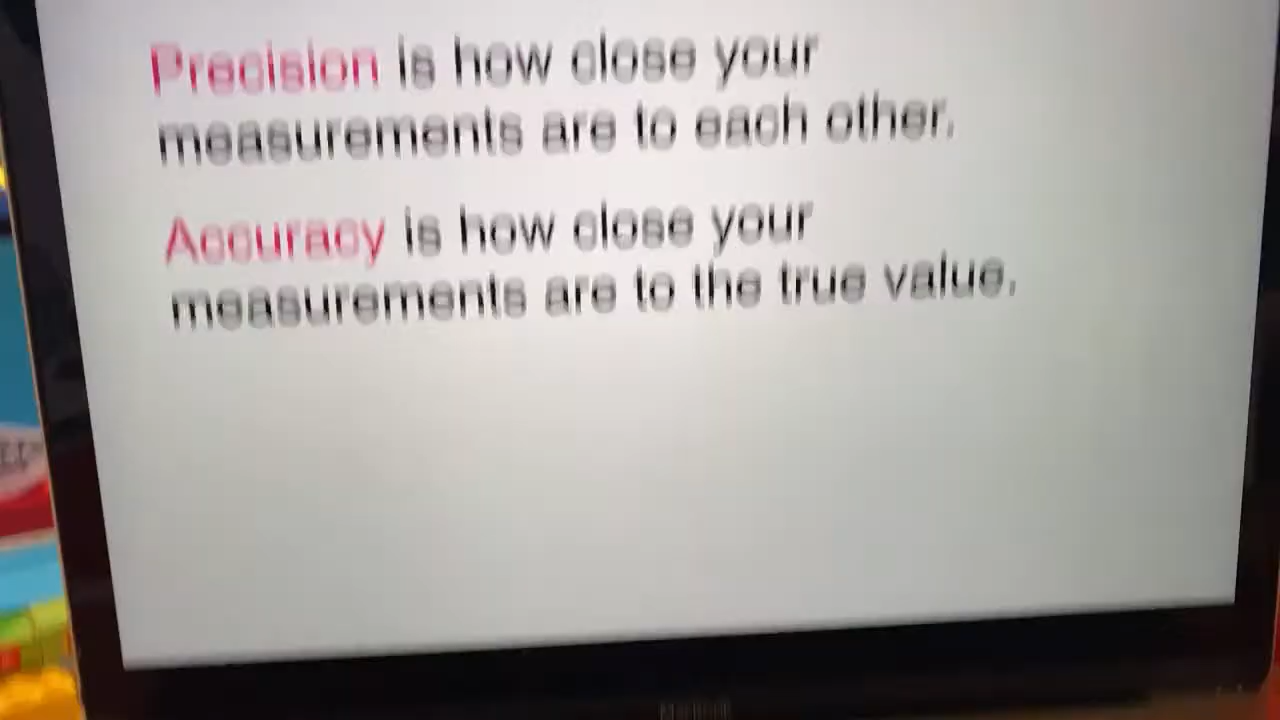 Precision is how close your
measurements are to each other.
Accuracy is how close your
measurements are to the true value.